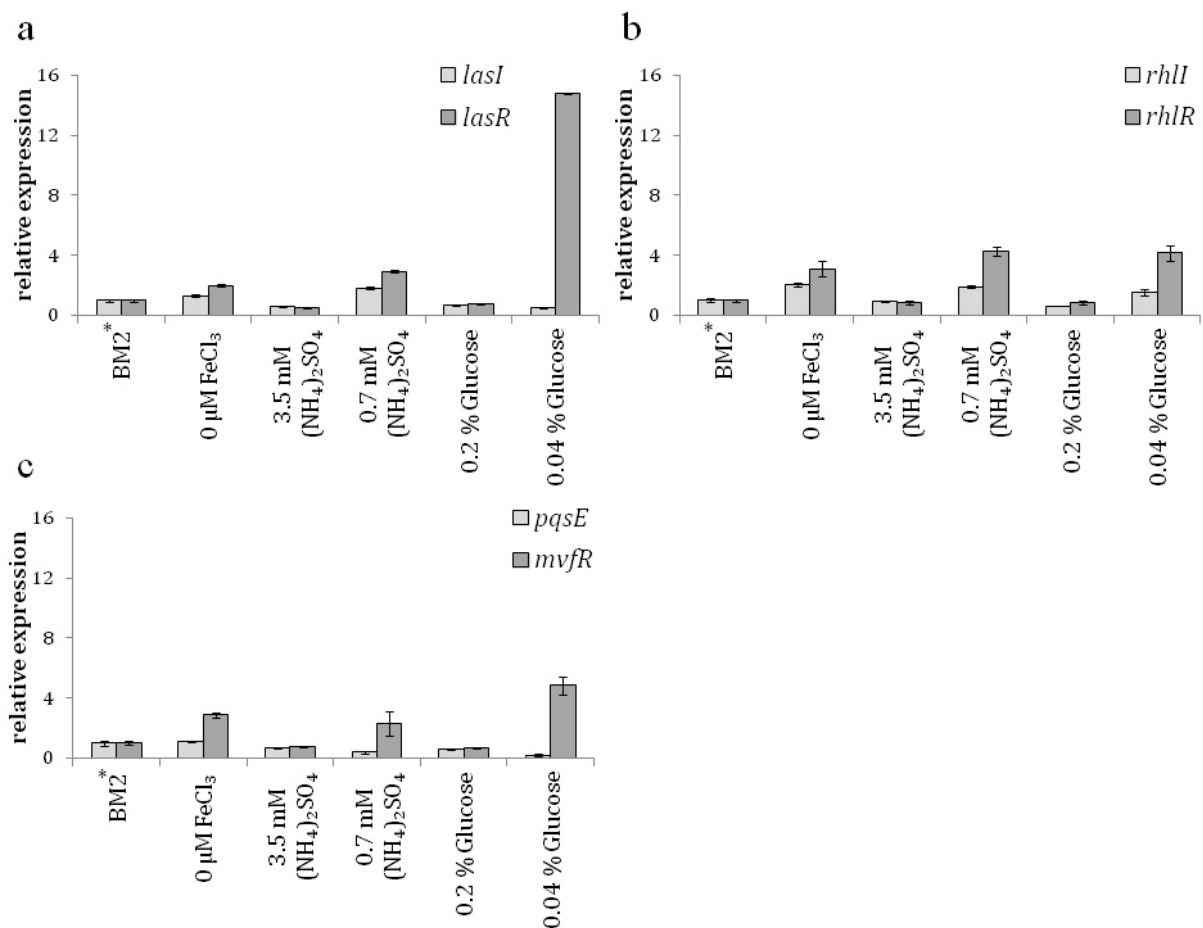 a
relative expression
16
12
8
4
0
lasI
lasR
BM2*
0 µM FeCl₃
3.5 mM
(NH₄)₂SO₄
0.7 mM
(NH₄)₂SO₄
0.2 % Glucose
0.04 % Glucose
b
relative expression
16
12
8
4
0
rhlI
rhlR
BM2*
0 µM FeCl₃
3.5 mM
(NH₄)₂SO₄
0.7 mM
(NH₄)₂SO₄
0.2 % Glucose
0.04 % Glucose
c
relative expression
16
12
8
4
0
pqsE
mvfR
BM2*
0 µM FeCl₃
3.5 mM
(NH₄)₂SO₄
0.7 mM
(NH₄)₂SO₄
0.2 % Glucose
0.04 % Glucose